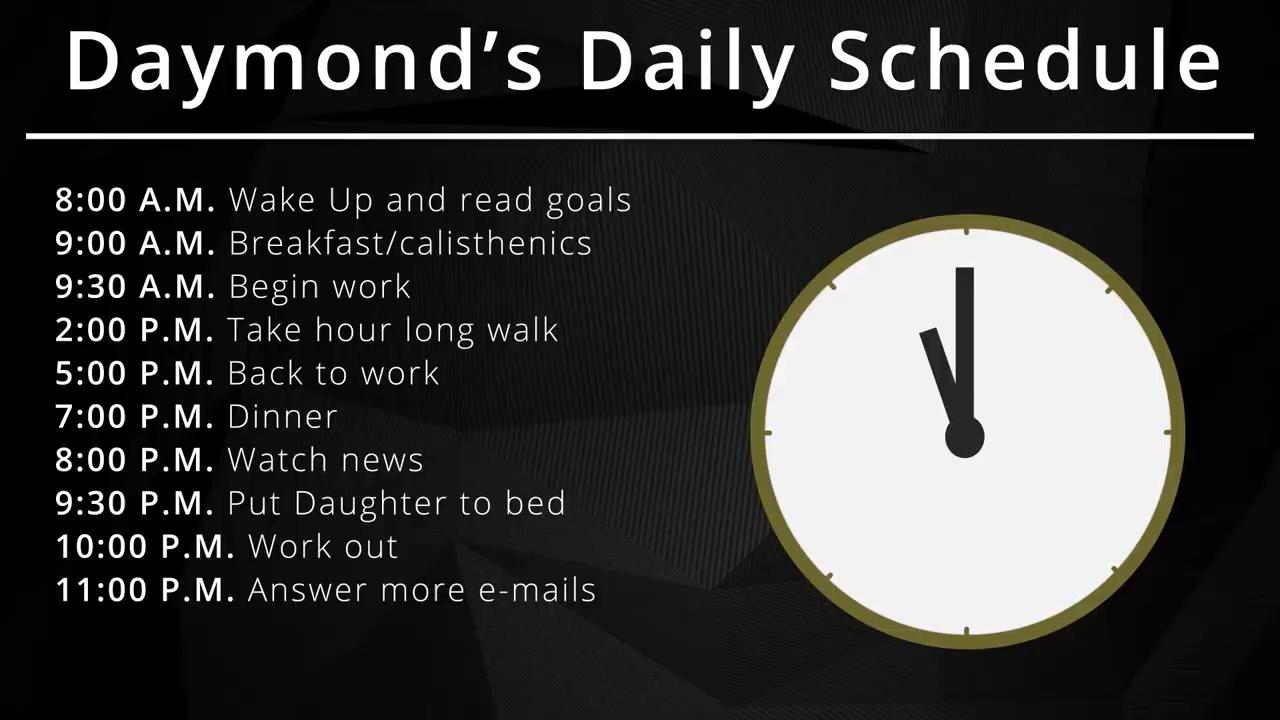 Daymond’s Daily Schedule
8:00 A.M. Wake Up and read goals
9:00 A.M. Breakfast/calisthenics
9:30 A.M. Begin work
2:00 P.M. Take hour long walk
5:00 P.M. Back to work
7:00 P.M. Dinner
8:00 P.M. Watch news
9:30 P.M. Put Daughter to bed
10:00 P.M. Work out
11:00 P.M. Answer more e-mails